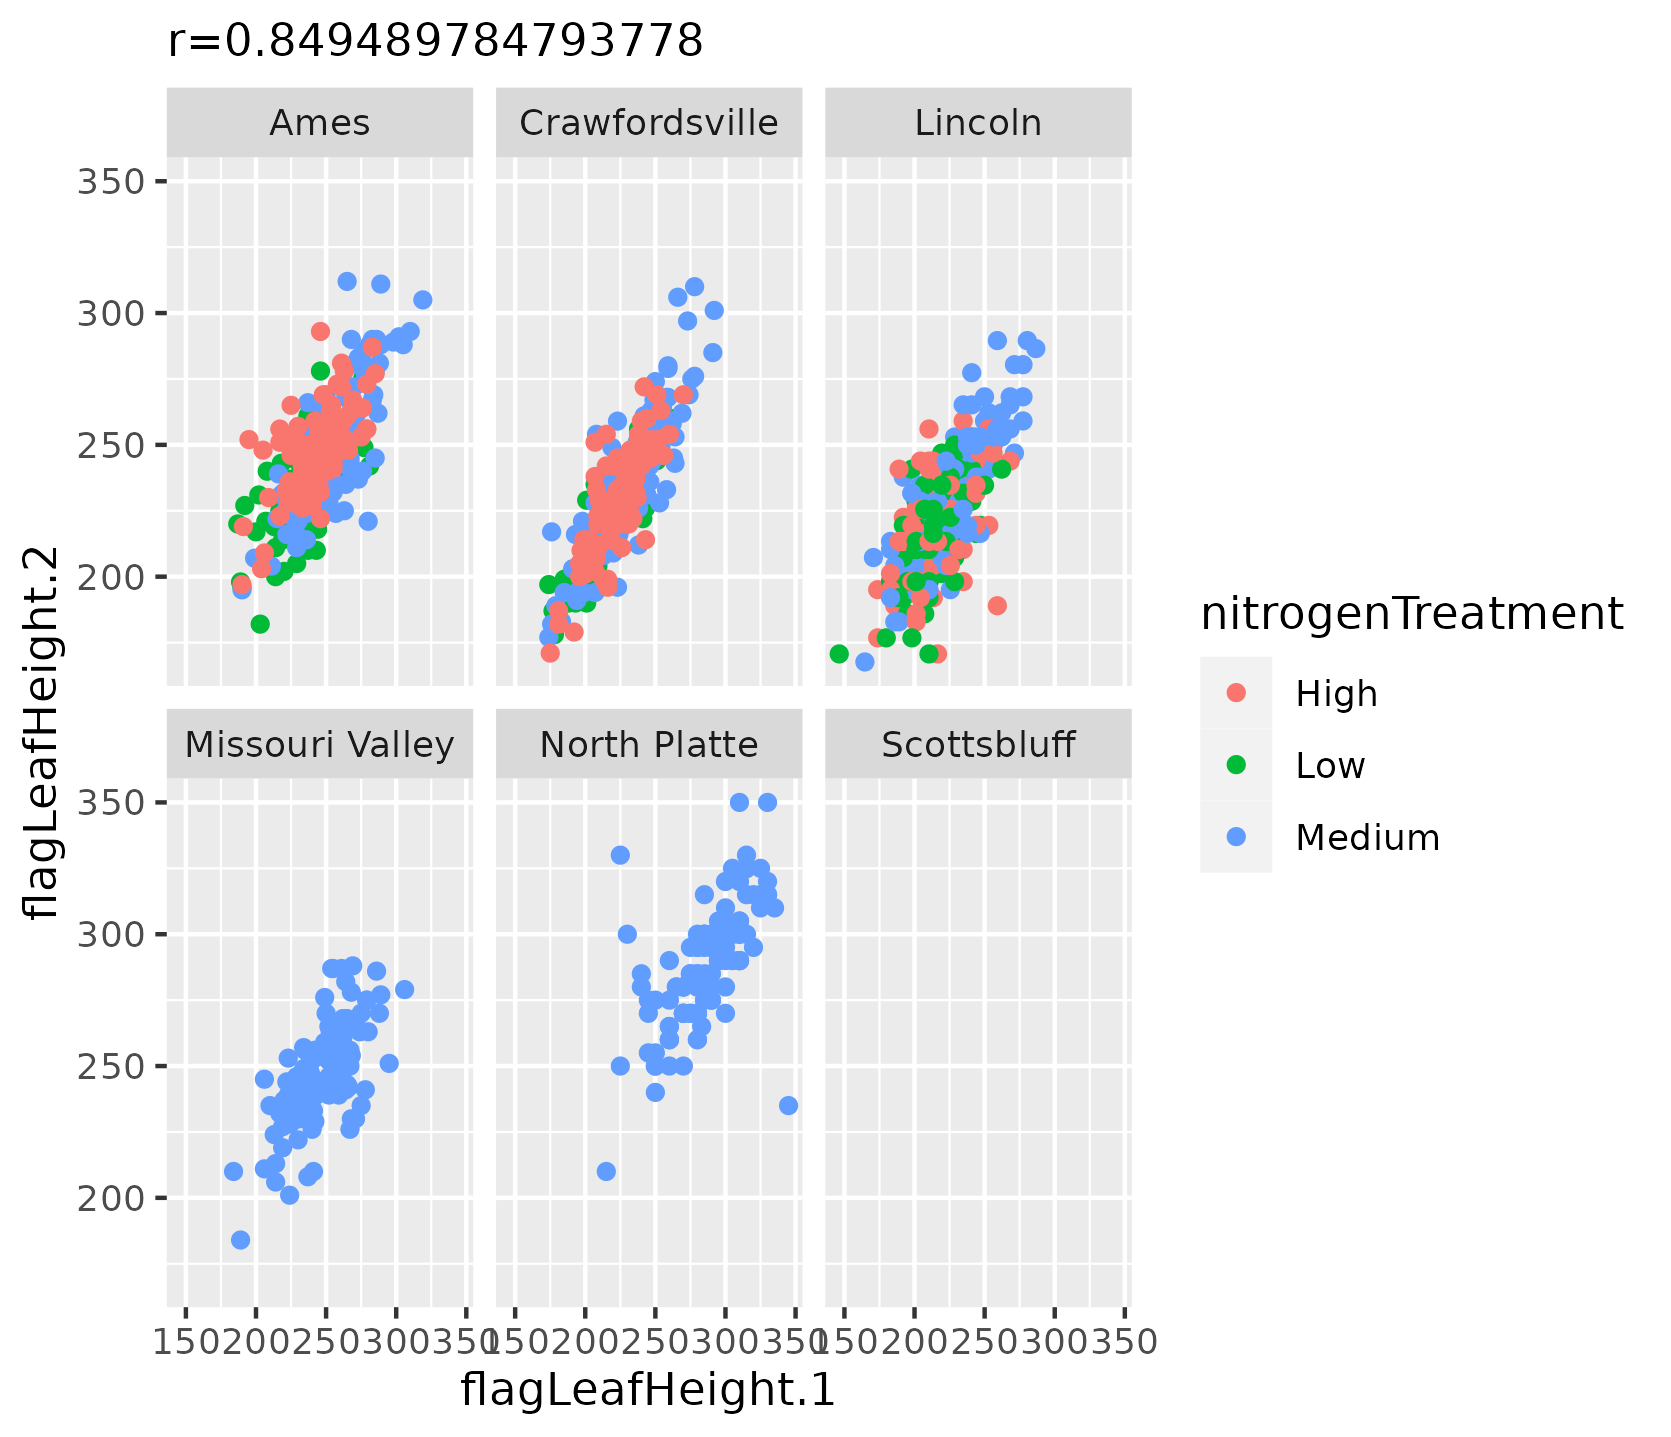 r=0.849489784793778
Ames Crawfordsville Lincoln
350
300
250
200
Missouri Valley North Platte Scottsbluff
350
300
250
200
150 200 250 300 350 150 200 250 300 350 150 200 250 300 350
flagLeafHeight.1
flagLeafHeight.2
nitrogenTreatment
High
Low
Medium